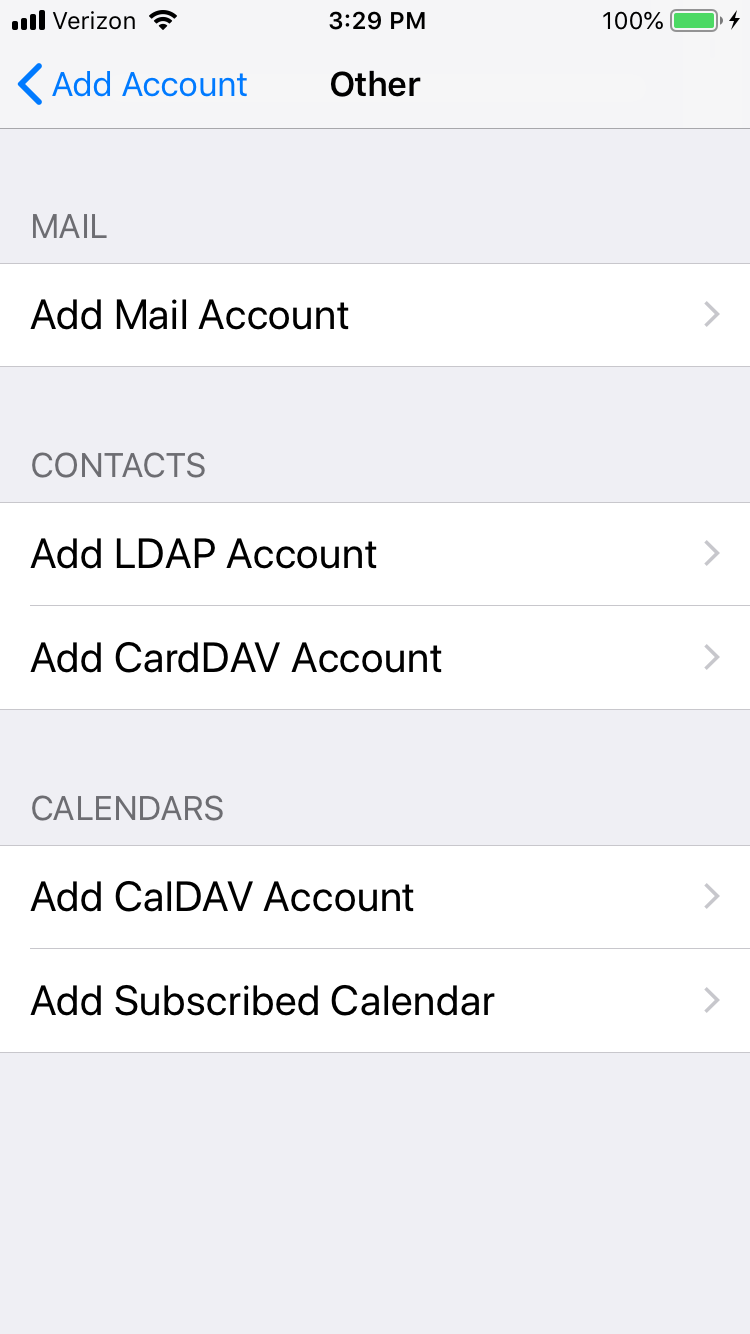 Verizon 3:29 PM 100%
Add Account Other
MAIL
Add Mail Account
CONTACTS
Add LDAP Account
Add CardDAV Account
CALENDARS
Add CalDAV Account
Add Subscribed Calendar